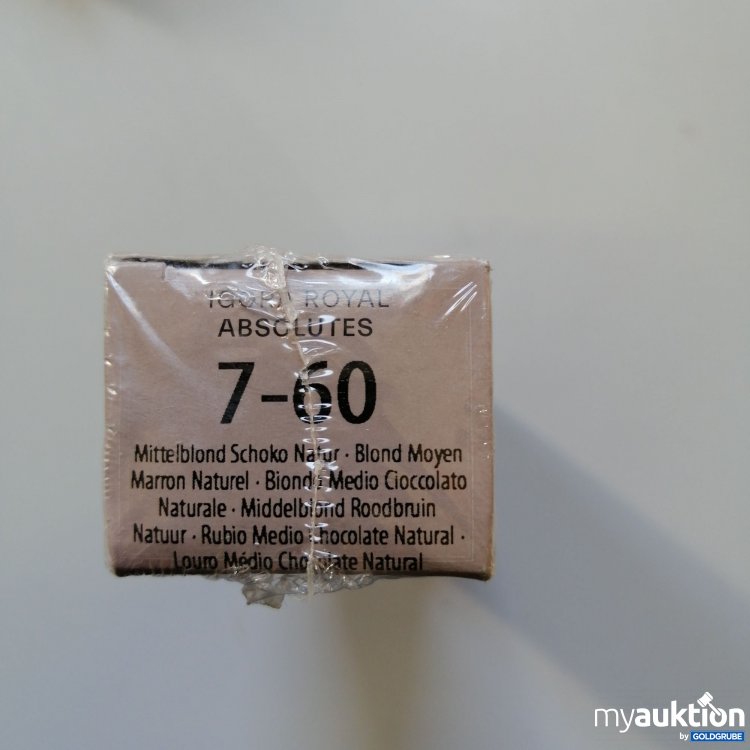 IGORA ROYAL
ABSOLUTES
7-60
Mittelblond Schoko Natur · Blond Moyen
Marron Naturel · Biondo Medio Cioccolato
Naturale · Middelblond Roodbruin
Natuur · Rubio Medio Chocolate Natural ·
Louro Médio Chocolate Natural
myauktion
by GOLDGRUBE